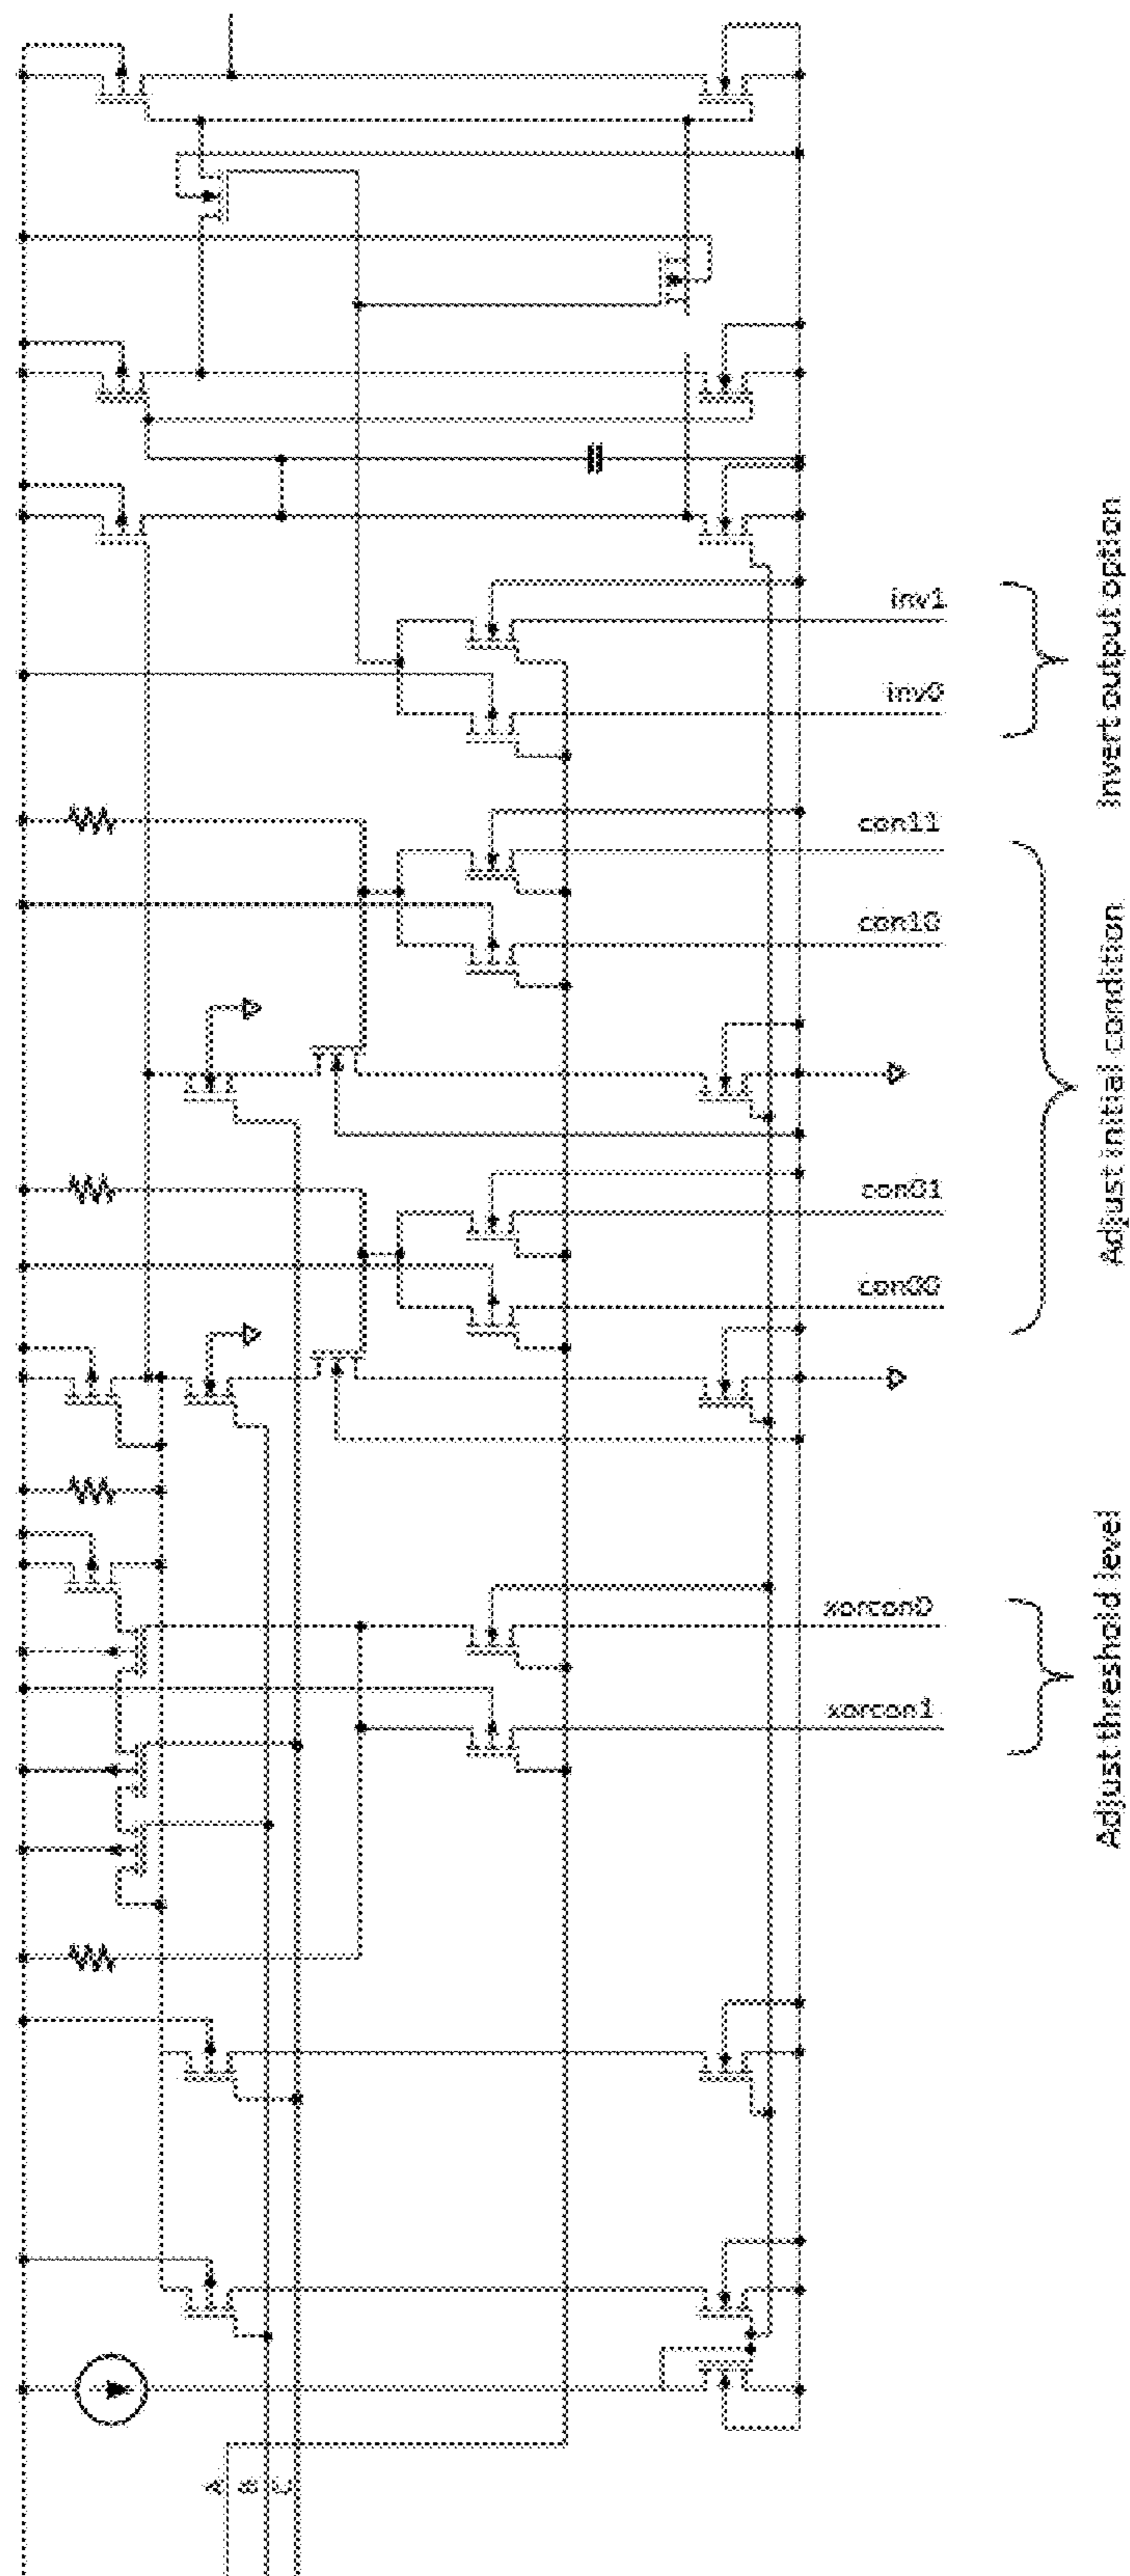 inv1
Invert output option
inv0
con11
con10
Adjust initial condition
con01
con00
Adjust threshold level
xorcon0
xorcon1
A
B
C